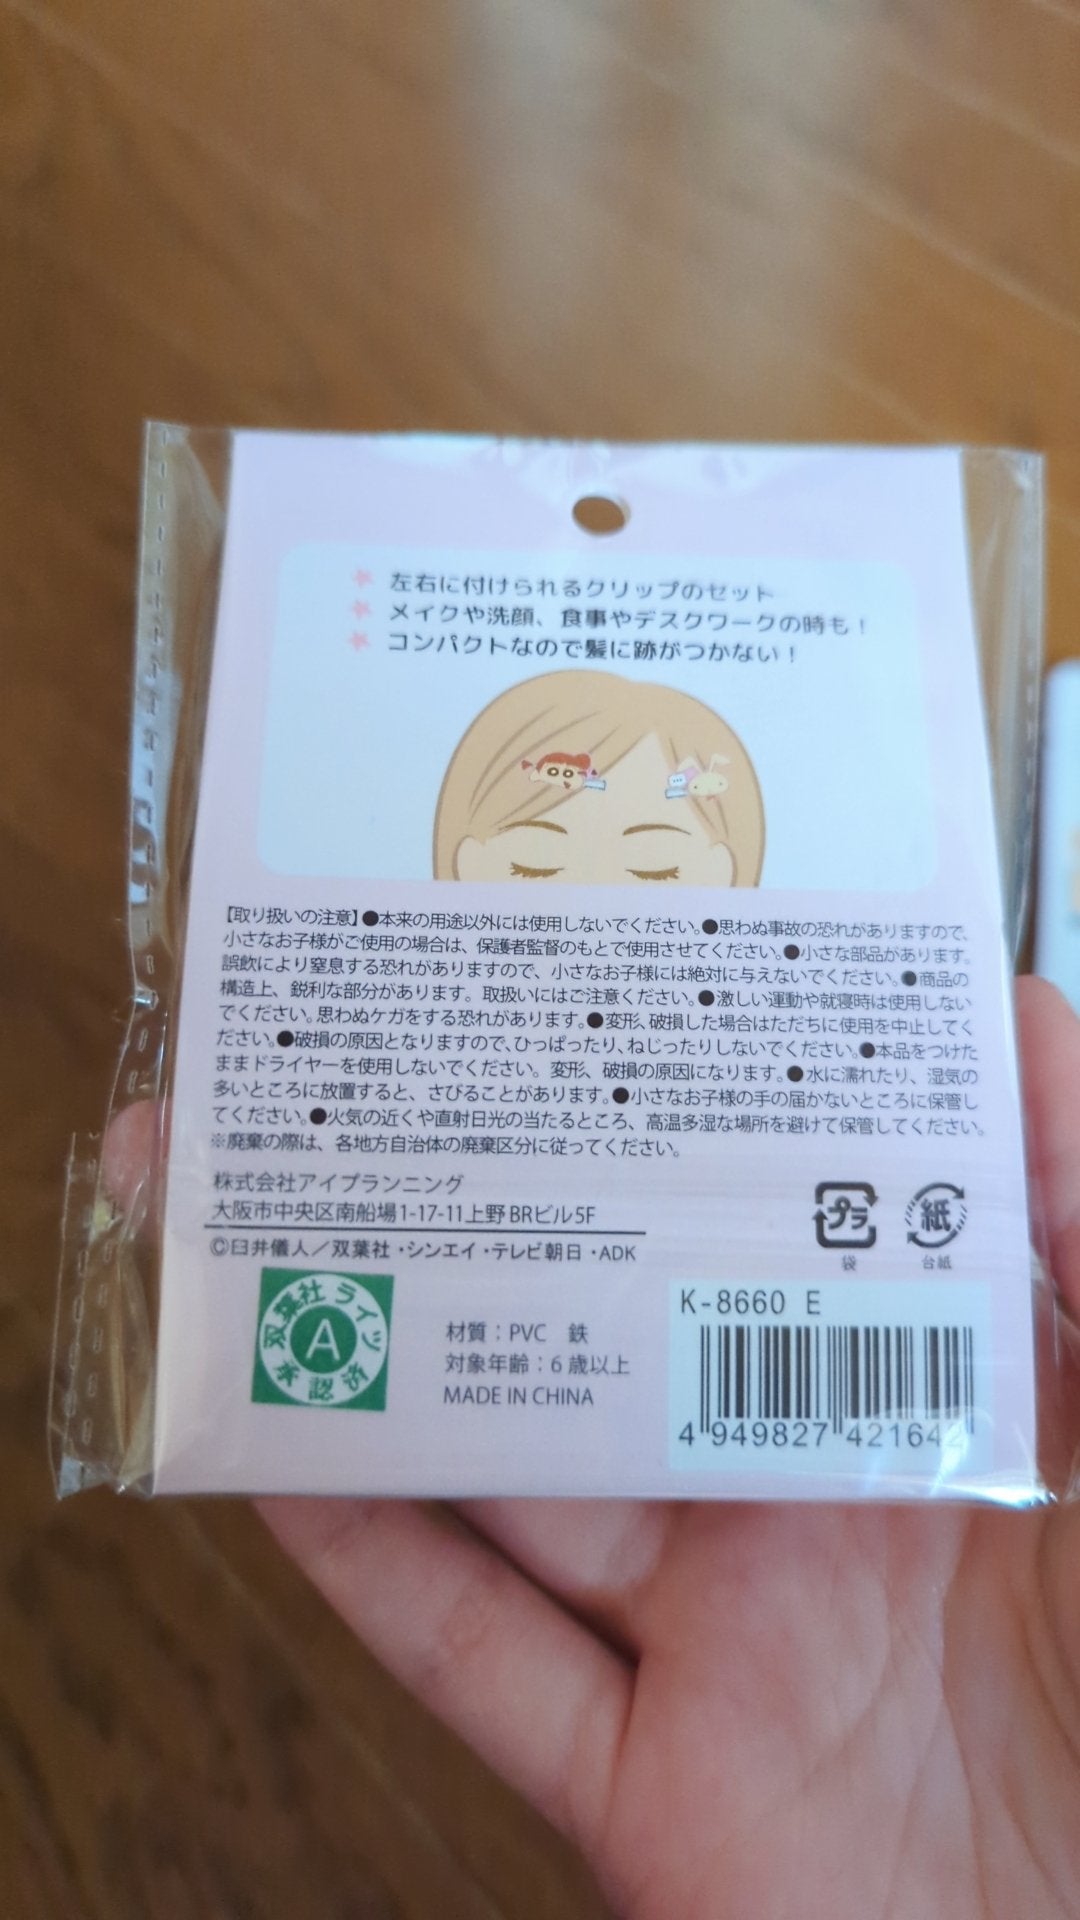 左右に付けられるクリップのセット
メイクや洗顔、食事やデスクワークの時も！
コンパクトなので髪に跡がつかない！
【取り扱いの注意】●本来の用途以外には使用しないでください。●思わぬ事故の恐れがありますので、
小さなお子様がご使用の場合は、保護者監督のもとで使用させてください。●小さな部品があります。
誤飲により窒息する恐れがありますので、小さなお子様には絶対に与えないでください。●商品の
構造上、鋭利な部分があります。取扱いにはご注意ください。●激しい運動や就寝時は使用しない
でください。思わぬケガをする恐れがあります。●変形、破損した場合はただちに使用を中止してく
ださい。●破損の原因となりますので、ひっぱったり、ねじったりしないでください。●本品をつけた
ままドライヤーを使用しないでください。変形、破損の原因になります。●水に濡れたり、湿気の
多いところに放置すると、さびることがあります。●小さなお子様の手の届かないところに保管し
てください。●火気の近くや直射日光の当たるところ、高温多湿な場所を避けて保管してください。
※廃棄の際は、各地方自治体の廃棄区分に従ってください。
株式会社アイプランニング
大阪市中央区南船場1-17-11上野BRビル5F
©臼井儀人／双葉社・シンエイ・テレビ朝日・ADK
プラ
袋
紙
台紙
双葉社ライツ
A
承認済
材質：PVC 鉄
対象年齢：6歳以上
MADE IN CHINA
K-8660 E
4 949827 421642